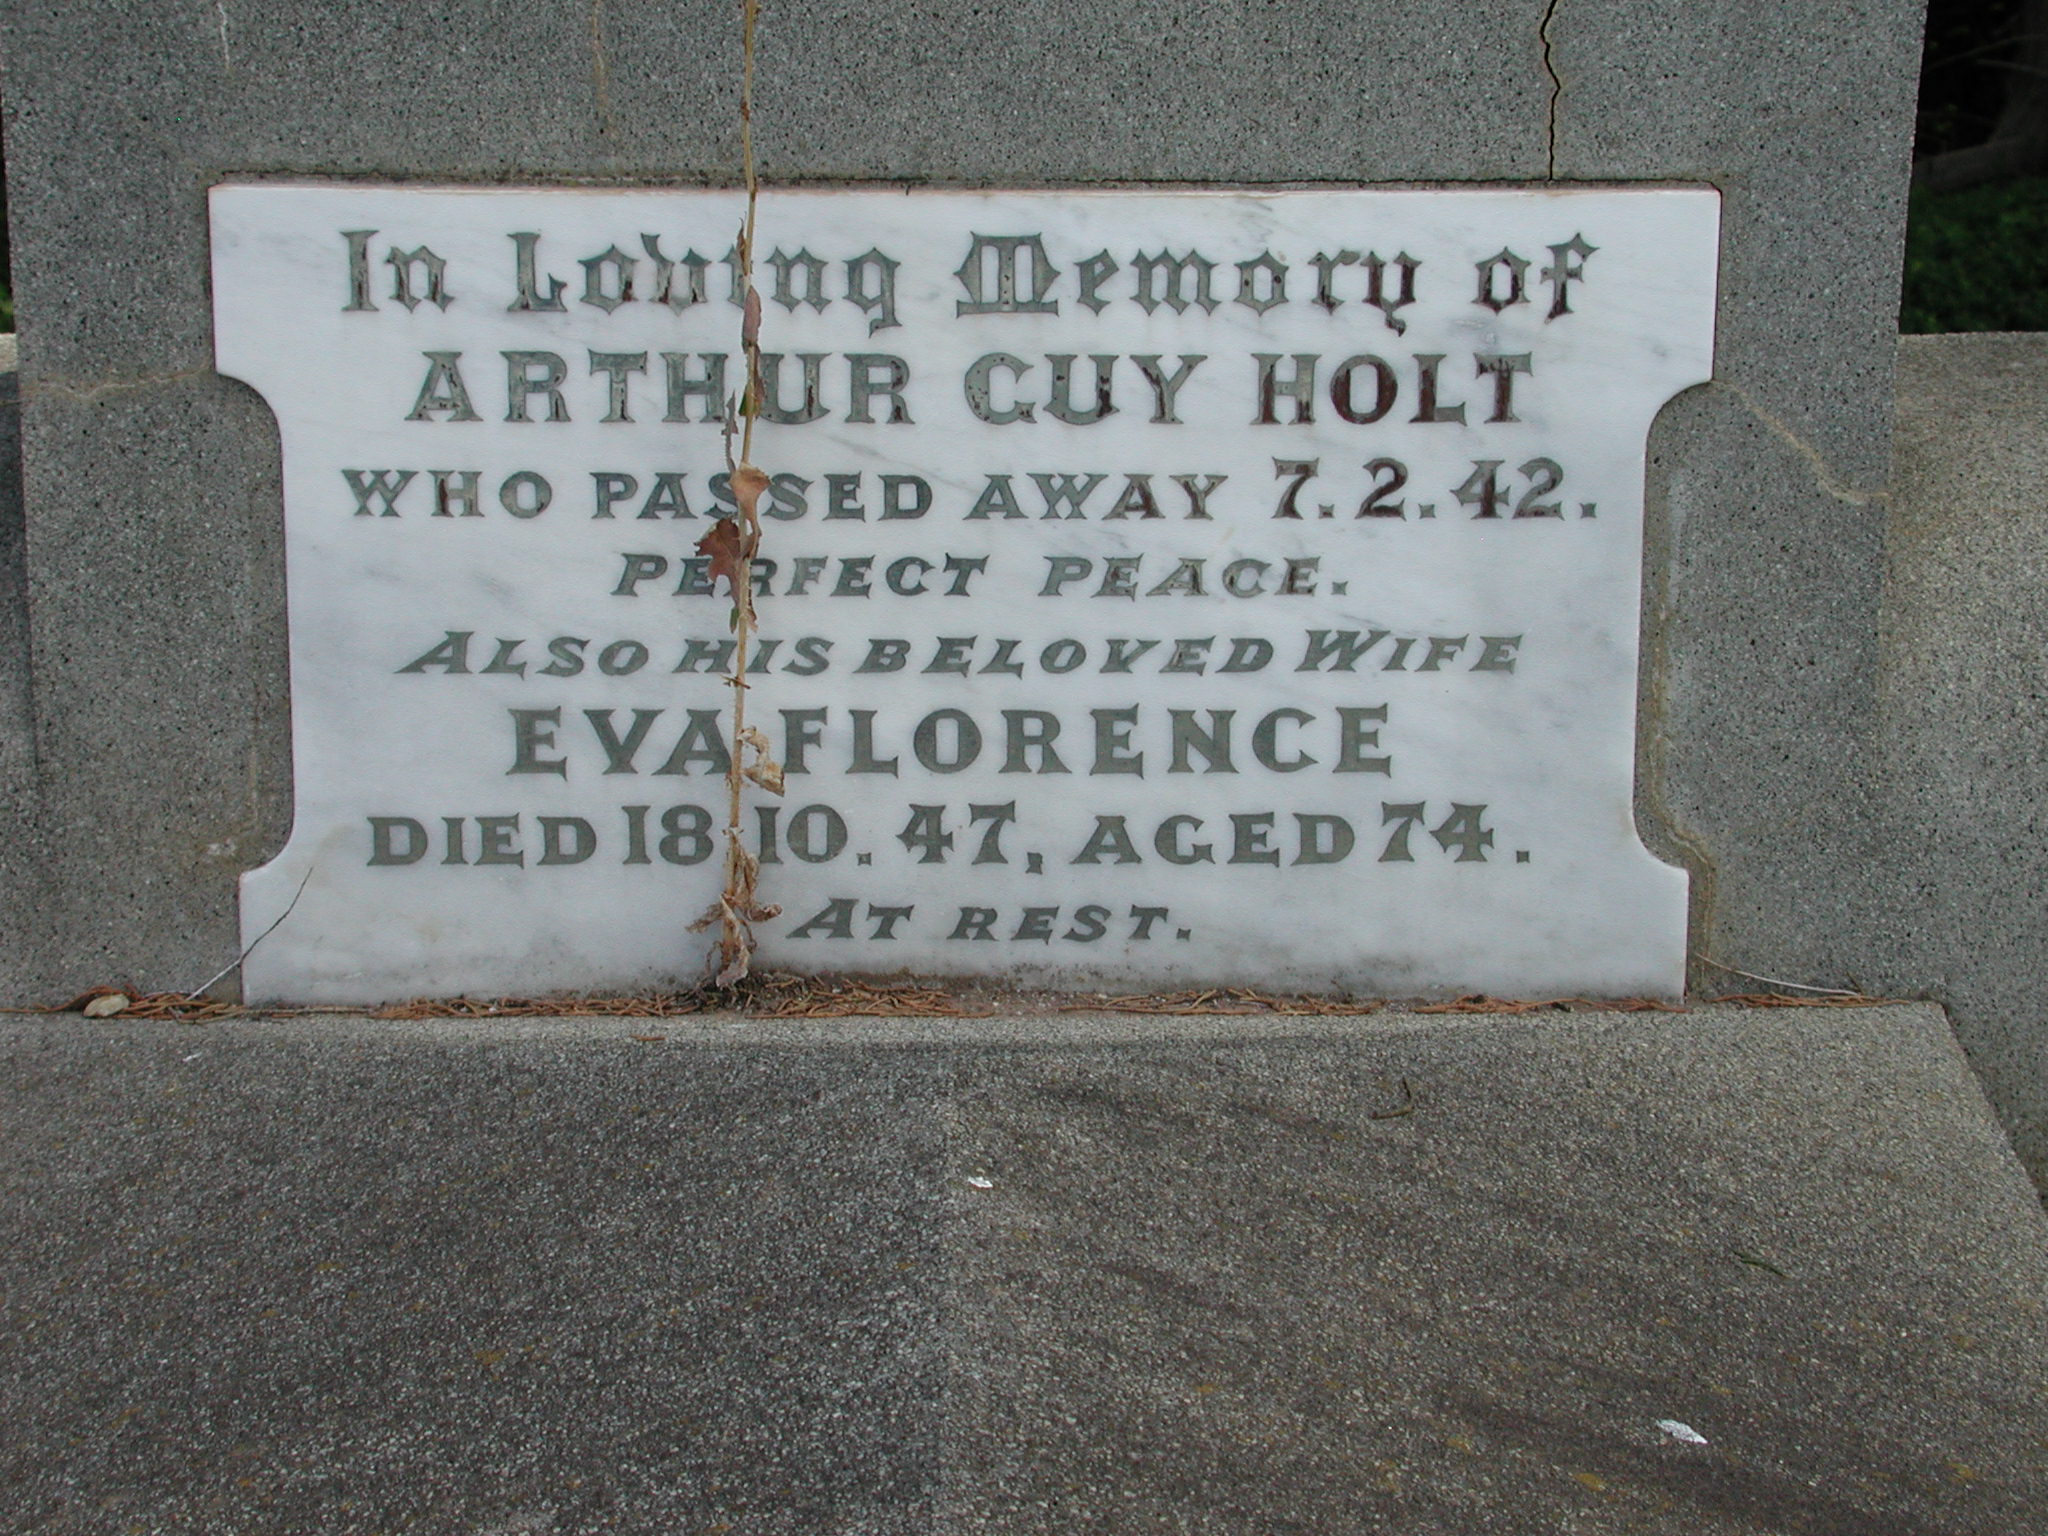 In Loving Memory of
ARTHUR GUY HOLT
WHO PASSED AWAY 7.2.42.
PERFECT PEACE.
ALSO HIS BELOVED WIFE
EVA FLORENCE
DIED 18.10.47, AGED 74.
AT REST.